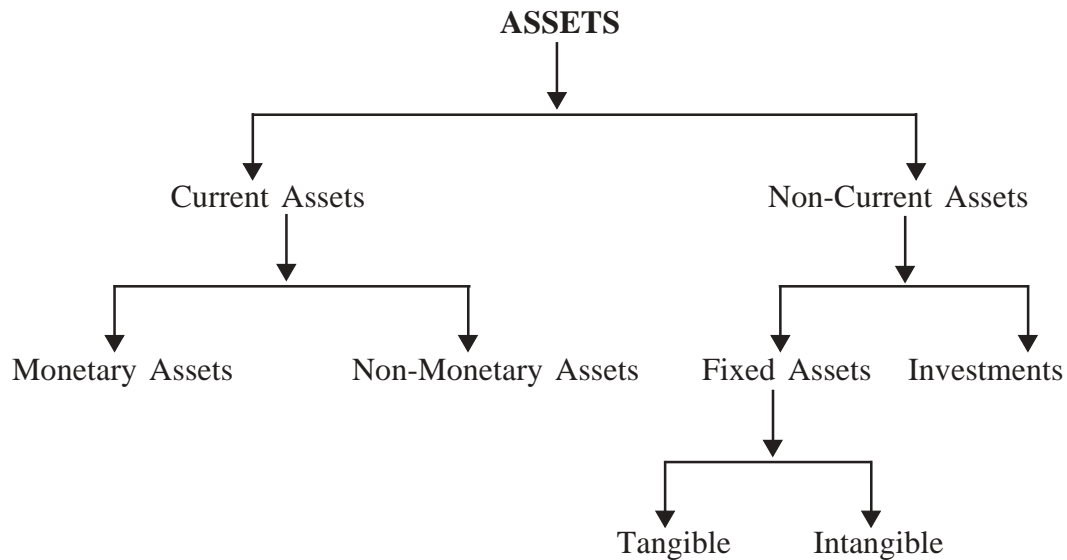 ASSETS
Current Assets
Non-Current Assets
Monetary Assets
Non-Monetary Assets
Fixed Assets
Investments
Tangible
Intangible